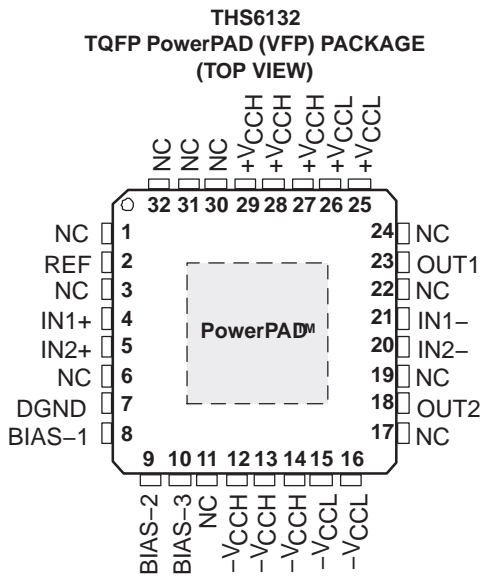 THS6132
TQFP PowerPAD (VFP) PACKAGE
(TOP VIEW)
NC
NC
NC
+VCCH
+VCCH
+VCCH
+VCCL
+VCCL
32 31 30 29 28 27 26 25
NC 1
REF 2
NC 3
IN1+ 4
IN2+ 5
NC 6
DGND 7
BIAS−1 8
PowerPAD™
24 NC
23 OUT1
22 NC
21 IN1−
20 IN2−
19 NC
18 OUT2
17 NC
9 10 11 12 13 14 15 16
BIAS−2
BIAS−3
NC
−VCCH
−VCCH
−VCCH
−VCCL
−VCCL